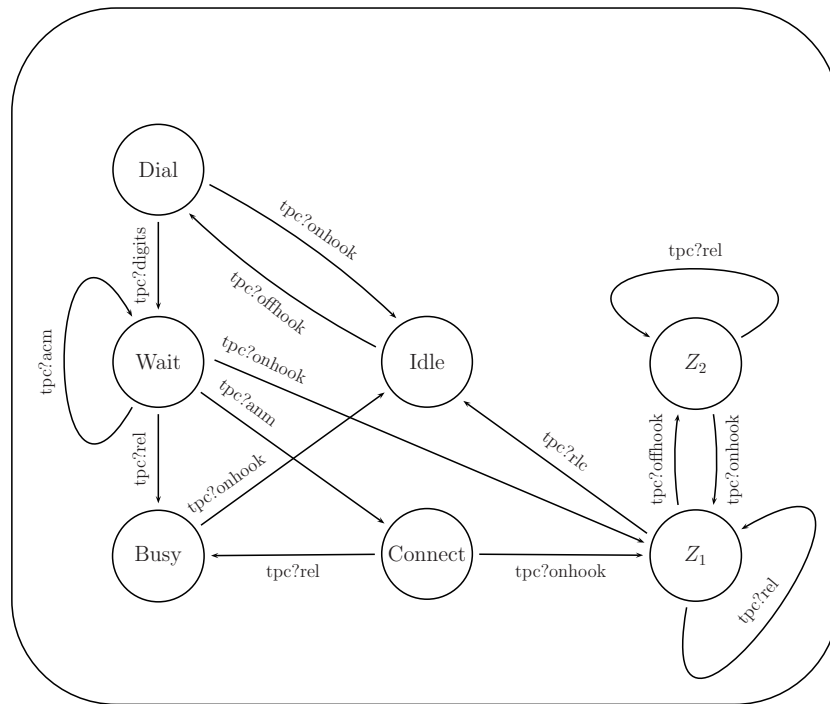 Dial
tpc?onhook
tpc?digits
tpc?offhook
tpc?rel
tpc?acm
Wait
tpc?onhook
Idle
Z₂
tpc?anm
tpc?rel
tpc?onhook
tpc?rlc
tpc?offhook
tpc?onhook
Busy
tpc?rel
Connect
tpc?onhook
Z₁
tpc?rel